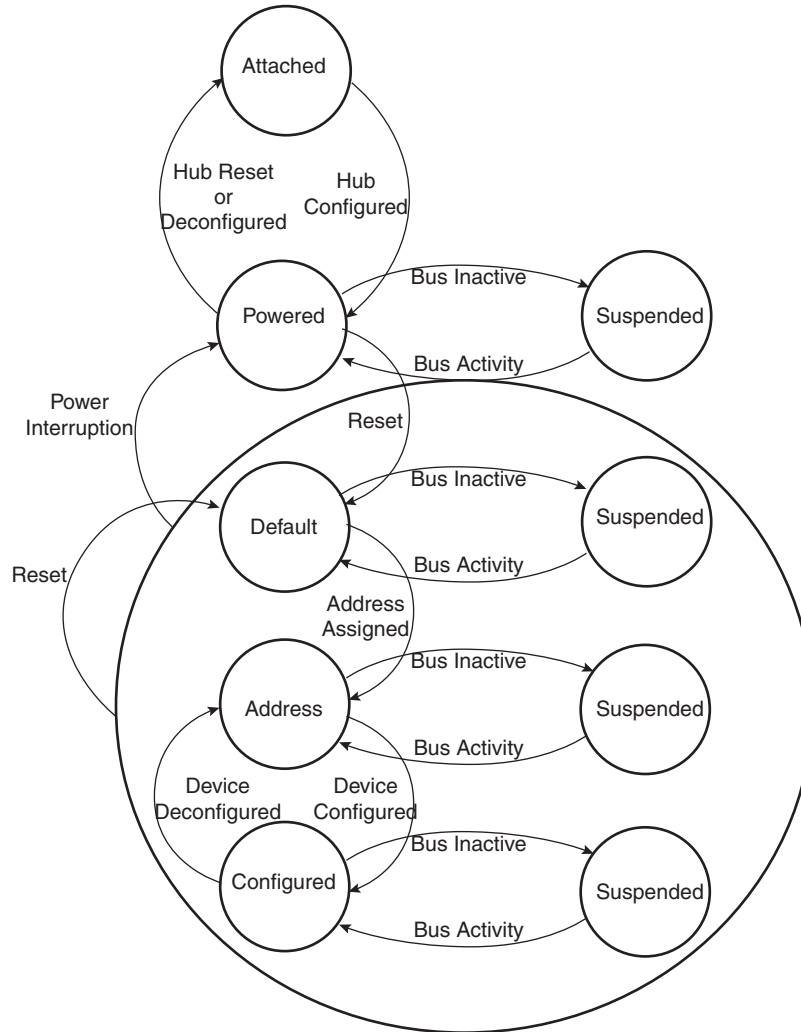 Attached
Hub Reset
or
Deconfigured
Hub
Configured
Bus Inactive
Powered
Suspended
Bus Activity
Power
Interruption
Reset
Bus Inactive
Default
Suspended
Bus Activity
Reset
Address
Assigned
Bus Inactive
Address
Suspended
Bus Activity
Device
Deconfigured
Device
Configured
Bus Inactive
Configured
Suspended
Bus Activity